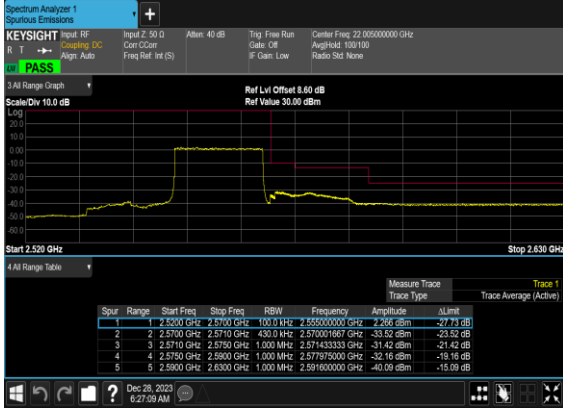 Spectrum Analyzer 1
Spurious Emissions
+
KEYSIGHT Input: RF Input Z: 50 Ω Atten: 40 dB Trig: Free Run Center Freq: 22.005000000 GHz
R T Coupling: DC Corr CCorr Gate: Off Avg|Hold: 100/100
Align: Auto Freq Ref: Int (S) IF Gain: Low Radio Std: None
PASS
3 All Range Graph
Ref Lvl Offset 8.60 dB
Scale/Div 10.0 dB Ref Value 30.00 dBm
Log
20.0
10.0
0.00
-10.0
-20.0
-30.0
-40.0
-50.0
-60.0
Start 2.520 GHz Stop 2.630 GHz
4 All Range Table
Measure Trace Trace 1
Trace Type Trace Average (Active)
Spur Range Start Freq Stop Freq RBW Frequency Amplitude ΔLimit
1 1 2.5200 GHz 2.5700 GHz 100.0 kHz 2.555000000 GHz 2.266 dBm -27.73 dB
2 2 2.5700 GHz 2.5710 GHz 430.0 kHz 2.570001667 GHz -33.52 dBm -23.52 dB
3 3 2.5710 GHz 2.5750 GHz 1.000 MHz 2.571433333 GHz -31.42 dBm -21.42 dB
4 4 2.5750 GHz 2.5900 GHz 1.000 MHz 2.577975000 GHz -32.16 dBm -19.16 dB
5 5 2.5900 GHz 2.6300 GHz 1.000 MHz 2.591600000 GHz -40.09 dBm -15.09 dB
?
Dec 28, 2023
6:27:09 AM